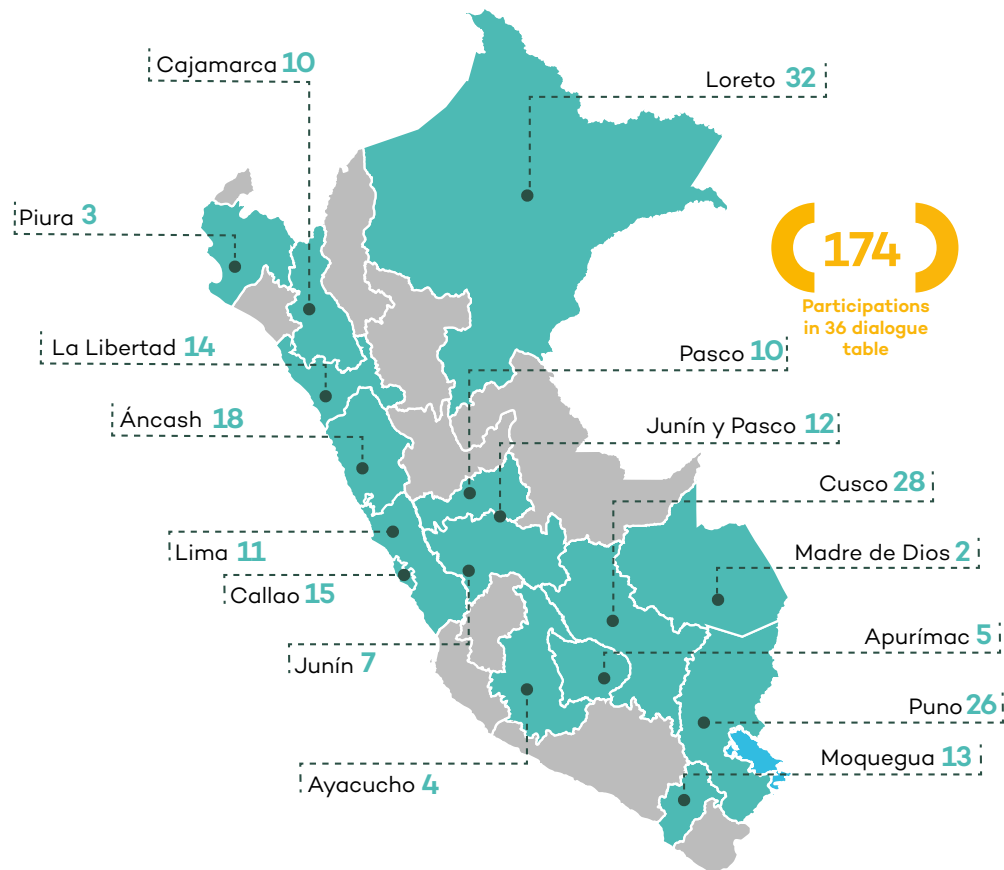 Cajamarca 10
Loreto 32
Piura 3
174
Participations
in 36 dialogue
table
La Libertad 14
Pasco 10
Áncash 18
Junín y Pasco 12
Cusco 28
Lima 11
Madre de Dios 2
Callao 15
Apurímac 5
Junín 7
Puno 26
Moquegua 13
Ayacucho 4